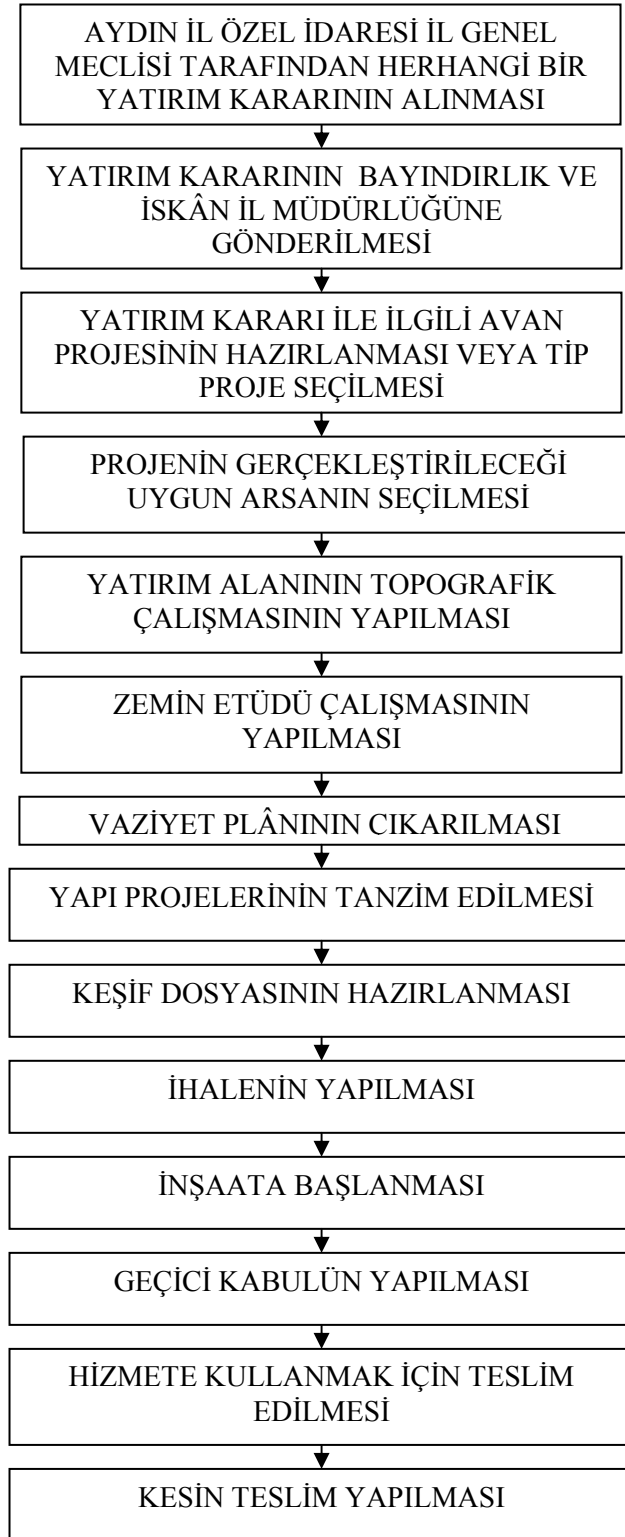 AYDIN İL ÖZEL İDARESİ İL GENEL
MECLİSİ TARAFINDAN HERHANGİ BİR
YATIRIM KARARININ ALINMASI
YATIRIM KARARININ BAYINDIRLIK VE
İSKÂN İL MÜDÜRLÜĞÜNE
GÖNDERİLMESİ
YATIRIM KARARI İLE İLGİLİ AVAN
PROJESİNİN HAZIRLANMASI VEYA TİP
PROJE SEÇİLMESİ
PROJENİN GERÇEKLEŞTİRİLECEĞİ
UYGUN ARSANIN SEÇİLMESİ
YATIRIM ALANININ TOPOGRAFİK
ÇALIŞMASININ YAPILMASI
ZEMİN ETÜDÜ ÇALIŞMASININ
YAPILMASI
VAZİYET PLÂNININ CIKARILMASI
YAPI PROJELERİNİN TANZİM EDİLMESİ
KEŞİF DOSYASININ HAZIRLANMASI
İHALENİN YAPILMASI
İNŞAATA BAŞLANMASI
GEÇİCİ KABULÜN YAPILMASI
HİZMETE KULLANMAK İÇİN TESLİM
EDİLMESİ
KESİN TESLİM YAPILMASI